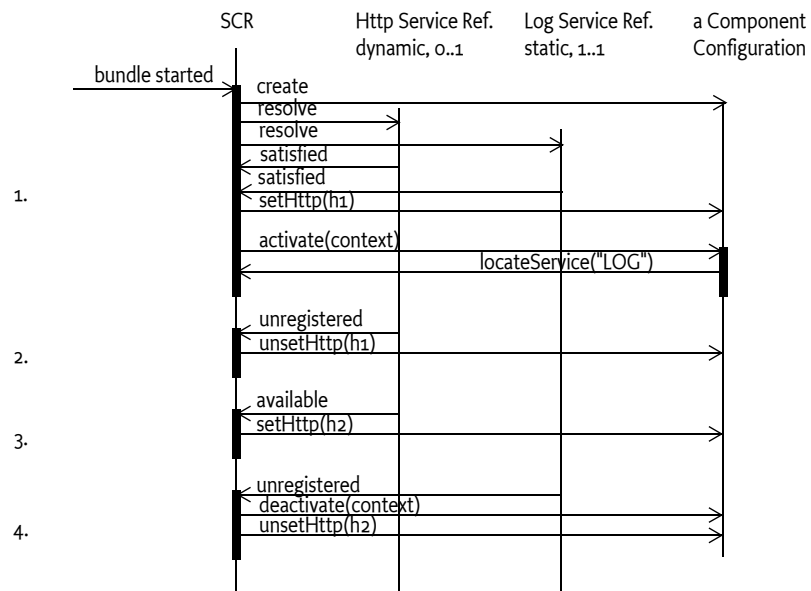 SCR
Http Service Ref.
dynamic, 0..1
Log Service Ref.
static, 1..1
a Component
Configuration
bundle started
create
resolve
resolve
satisfied
satisfied
1.
setHttp(h1)
activate(context)
locateService("LOG")
unregistered
2.
unsetHttp(h1)
available
setHttp(h2)
3.
unregistered
deactivate(context)
4.
unsetHttp(h2)